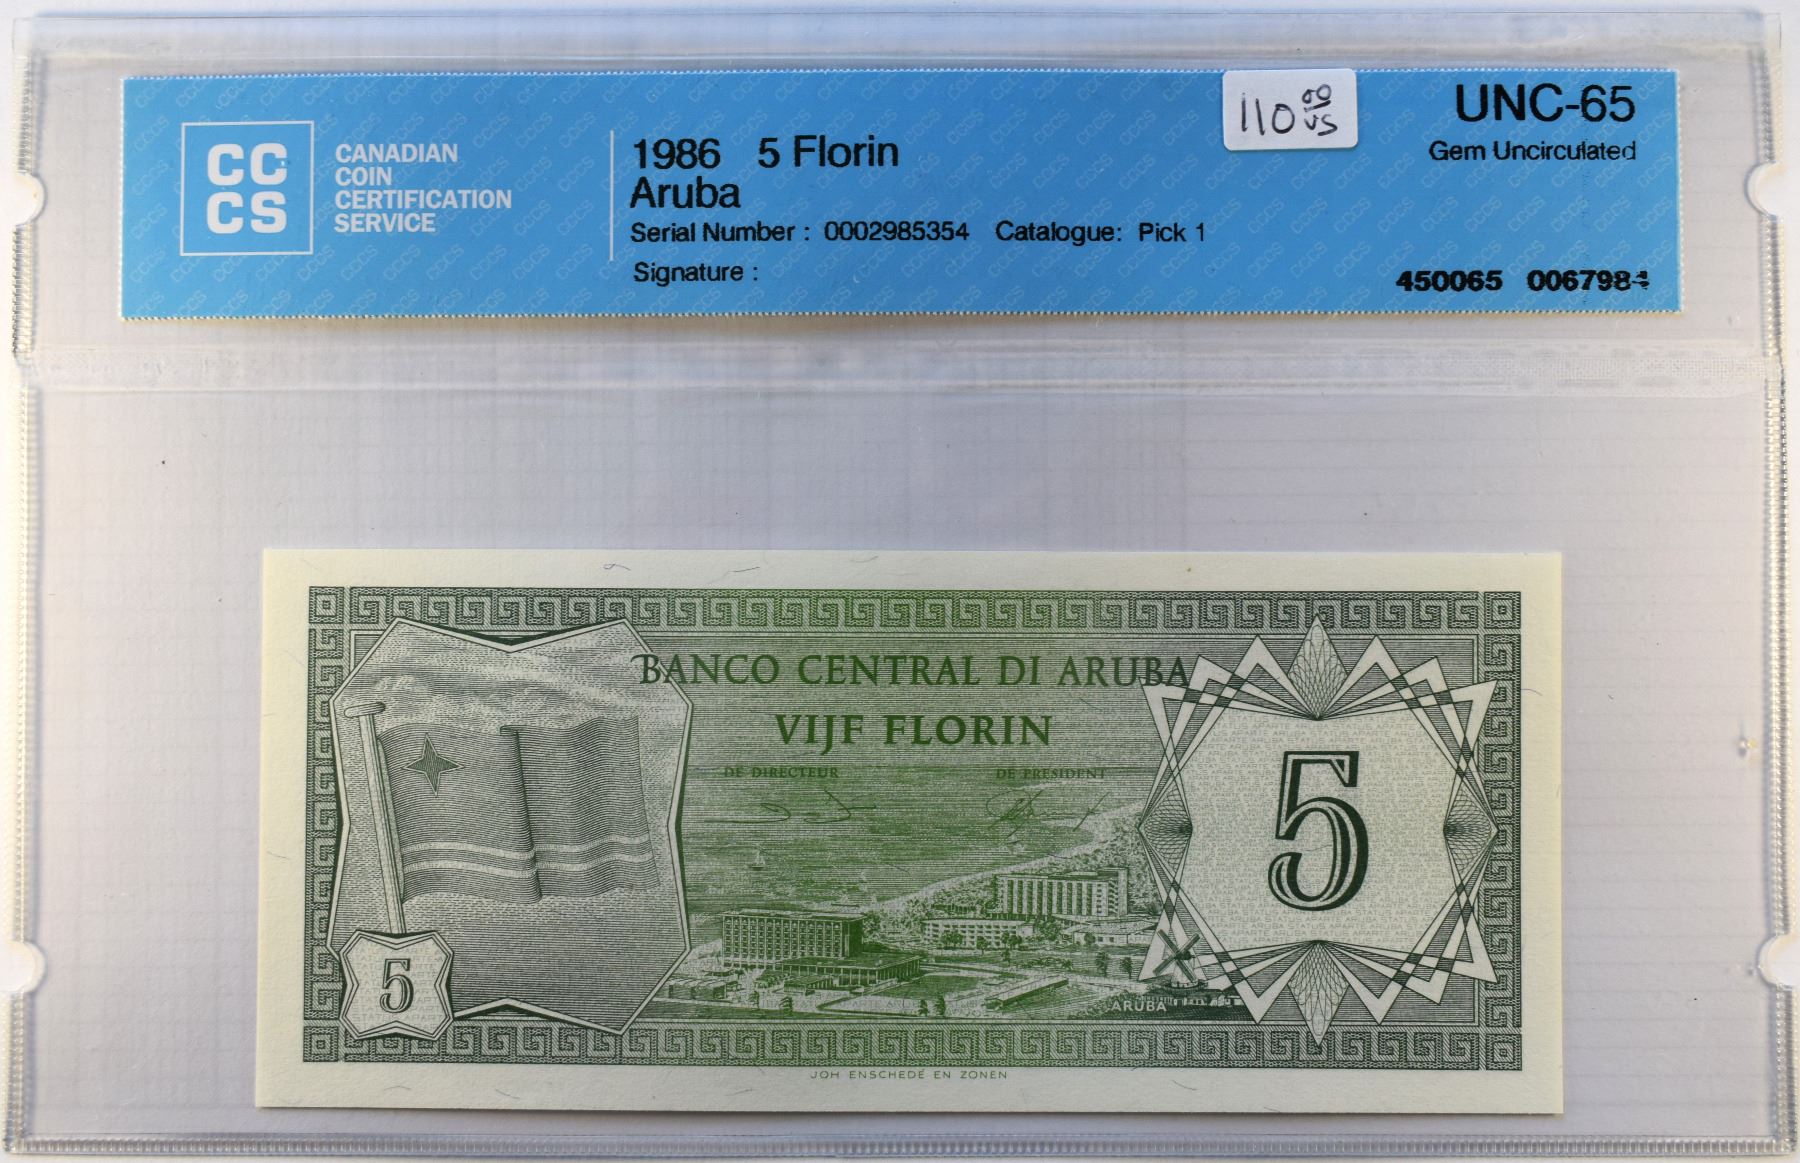 CC
CS
CANADIAN
COIN
CERTIFICATION
SERVICE
1986 5 Florin
Aruba
Serial Number : 0002985354 Catalogue: Pick 1
Signature :
110 00 US
UNC-65
Gem Uncirculated
450065
BANCO CENTRAL DI ARUBA
VIJF FLORIN
DE DIRECTEUR DE PRESIDENT
5
5
ARUBA
JOH ENSCHEDÉ EN ZONEN